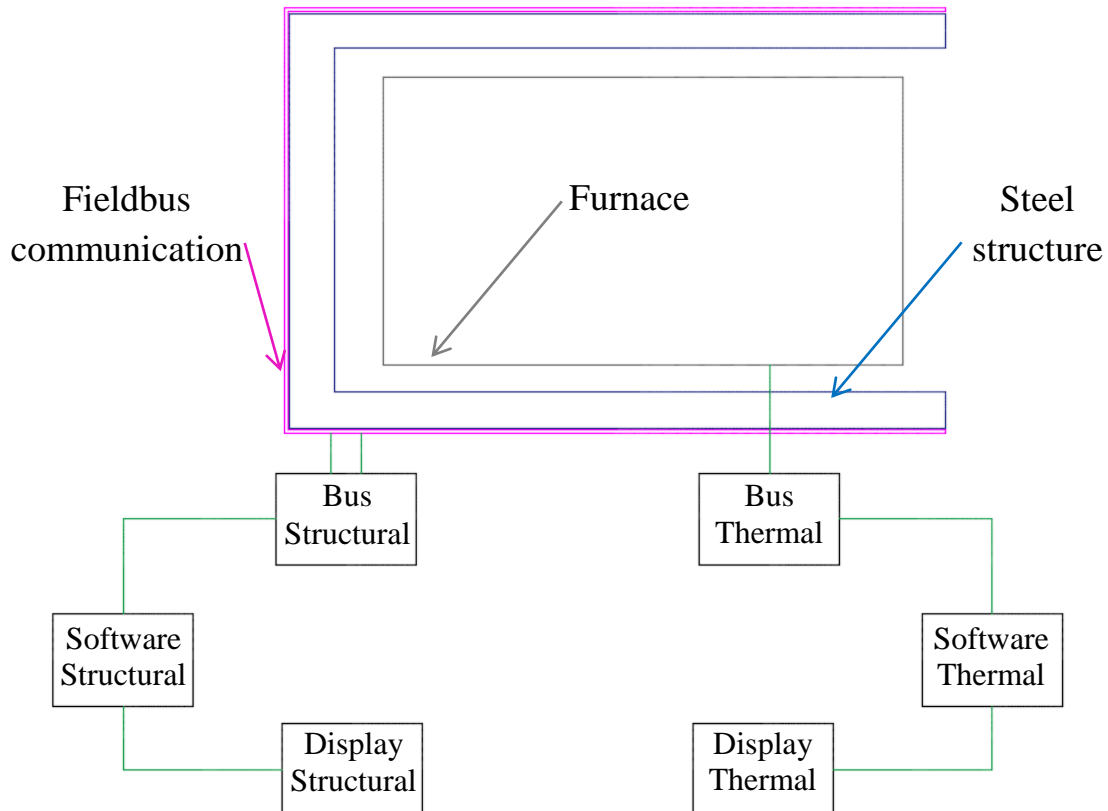 Fieldbus
communication
Furnace
Steel
structure
Bus
Structural
Bus
Thermal
Software
Structural
Software
Thermal
Display
Structural
Display
Thermal